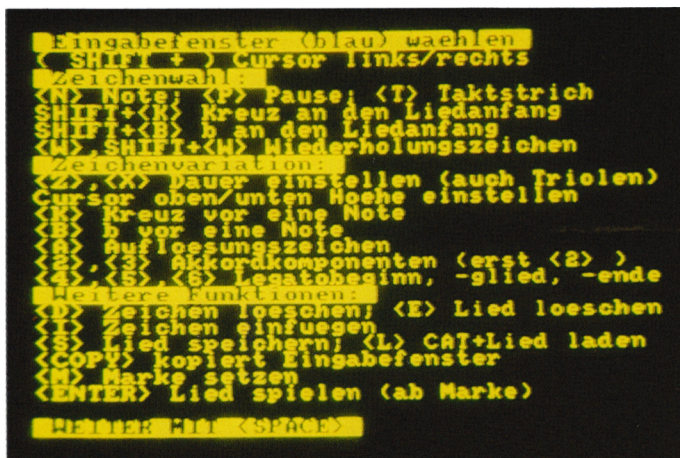 Eingabefenster (blau) waehlen
( SHIFT + ) Cursor links/rechts
Zeichenwahl:
<N> Note; <P> Pause; <T> Taktstrich
SHIFT+<K> Kreuz an den Liedanfang
SHIFT+<B> b an den Liedanfang
<W>,SHIFT+<W> Wiederholungszeichen
Zeichenvariation:
<Z>,<X> Dauer einstellen (auch Triolen)
Cursor oben/unten Hoehe einstellen
<K> Kreuz vor eine Note
<B> b vor eine Note
<A> Aufloesungszeichen
<2>,<3> Akkordkomponenten (erst <2> )
<4>,<5>,<6> Legatobeginn, -glied, -ende
Weitere Funktionen:
<D> Zeichen loeschen; <E> Lied loeschen
<I> Zeichen einfuegen
<S> Lied speichern; <L> CAT+Lied laden
<COPY> kopiert Eingabefenster
<M> Marke setzen
<ENTER> Lied spielen (ab Marke)
WEITER MIT <SPACE>